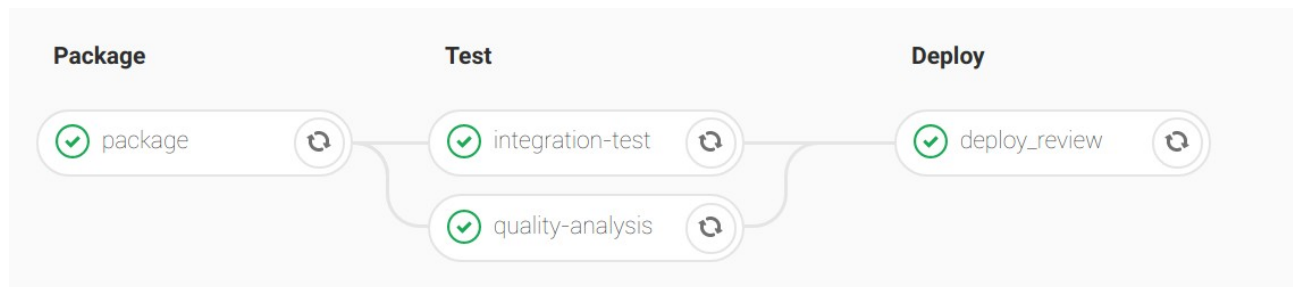 Package Test Deploy
package integration-test deploy_review
quality-analysis